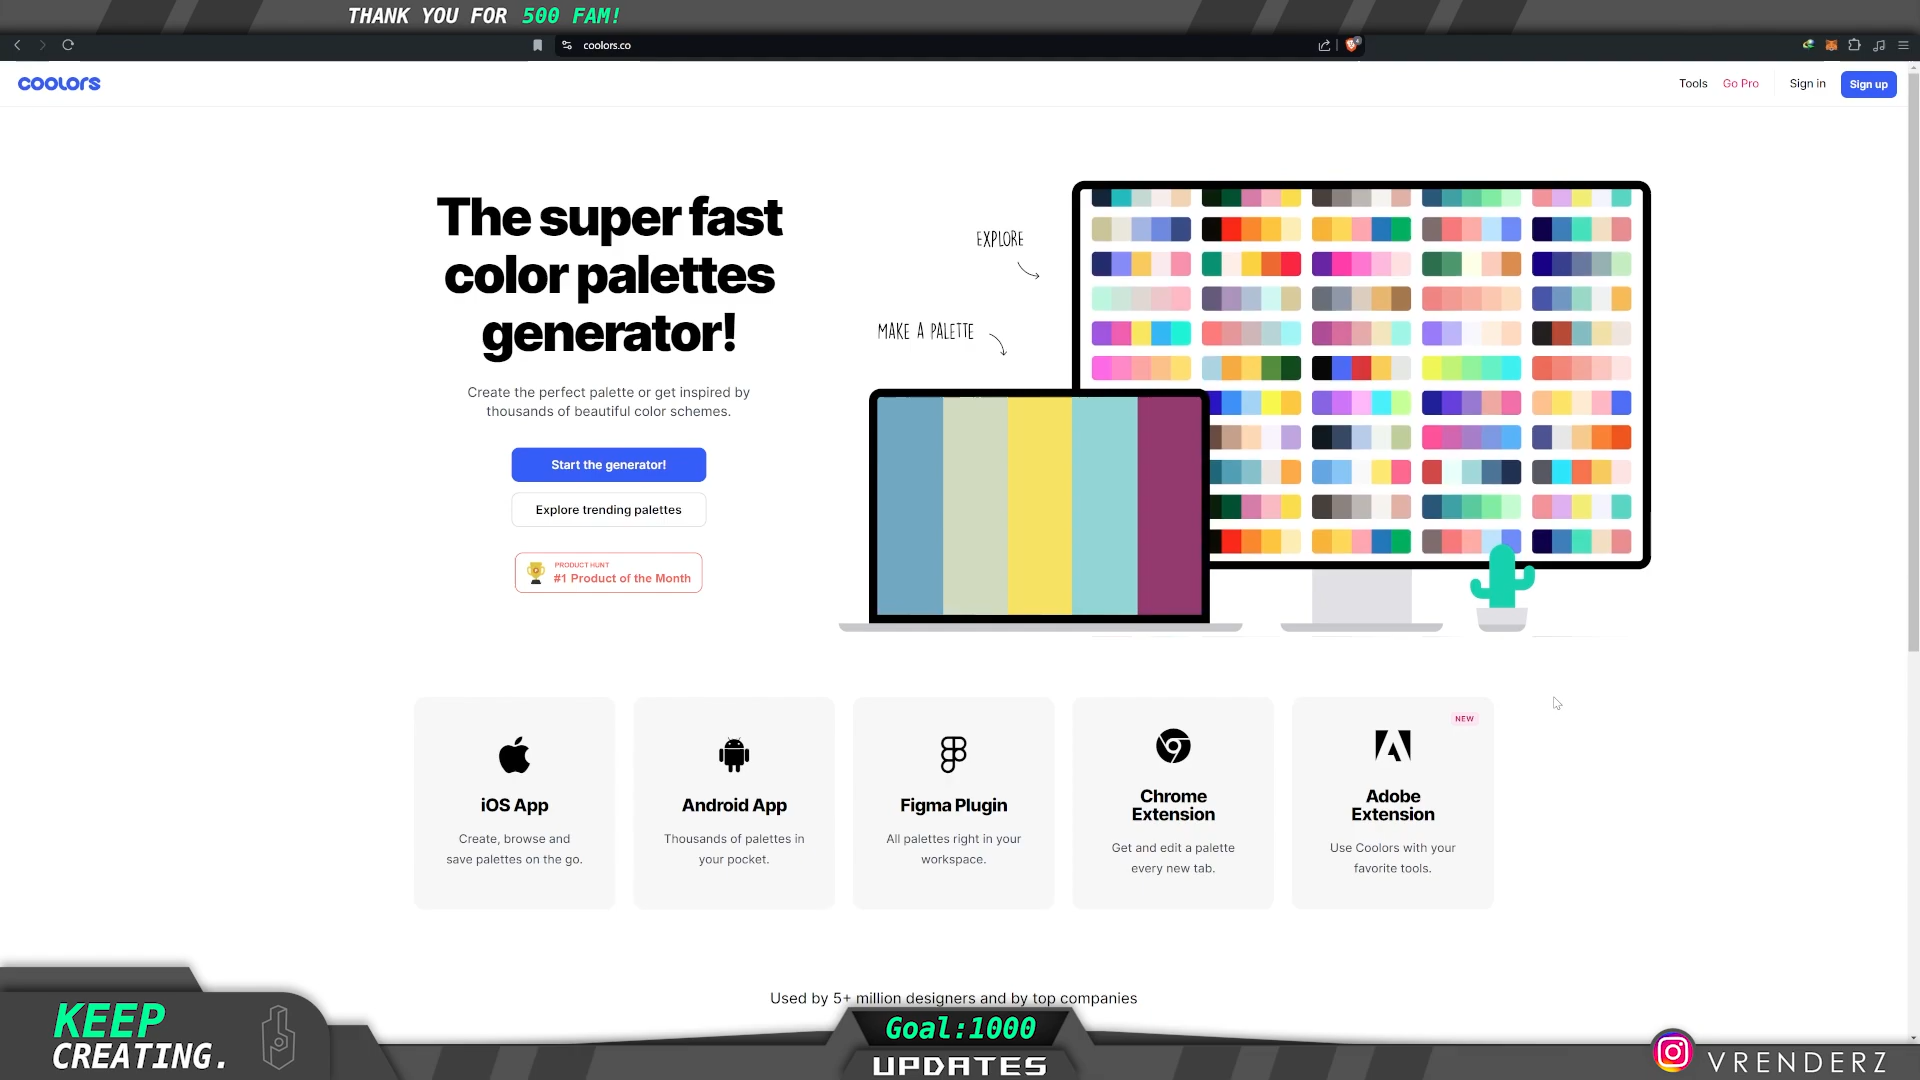 THANK YOU FOR 500 FAM!
coolors.co
coolors
Tools
Go Pro
Sign in
Sign up
The super fast
color palettes
generator!
Create the perfect palette or get inspired by
thousands of beautiful color schemes.
Start the generator!
Explore trending palettes
PRODUCT HUNT
#1 Product of the Month
EXPLORE
MAKE A PALETTE
iOS App
Create, browse and
save palettes on the go.
Android App
Thousands of palettes in
your pocket.
Figma Plugin
All palettes right in your
workspace.
Chrome
Extension
Get and edit a palette
every new tab.
NEW
Adobe
Extension
Use Coolors with your
favorite tools.
Used by 5+ million designers and by top companies
KEEP
CREATING.
Goal:1000
UPDATES
VRENDERZ